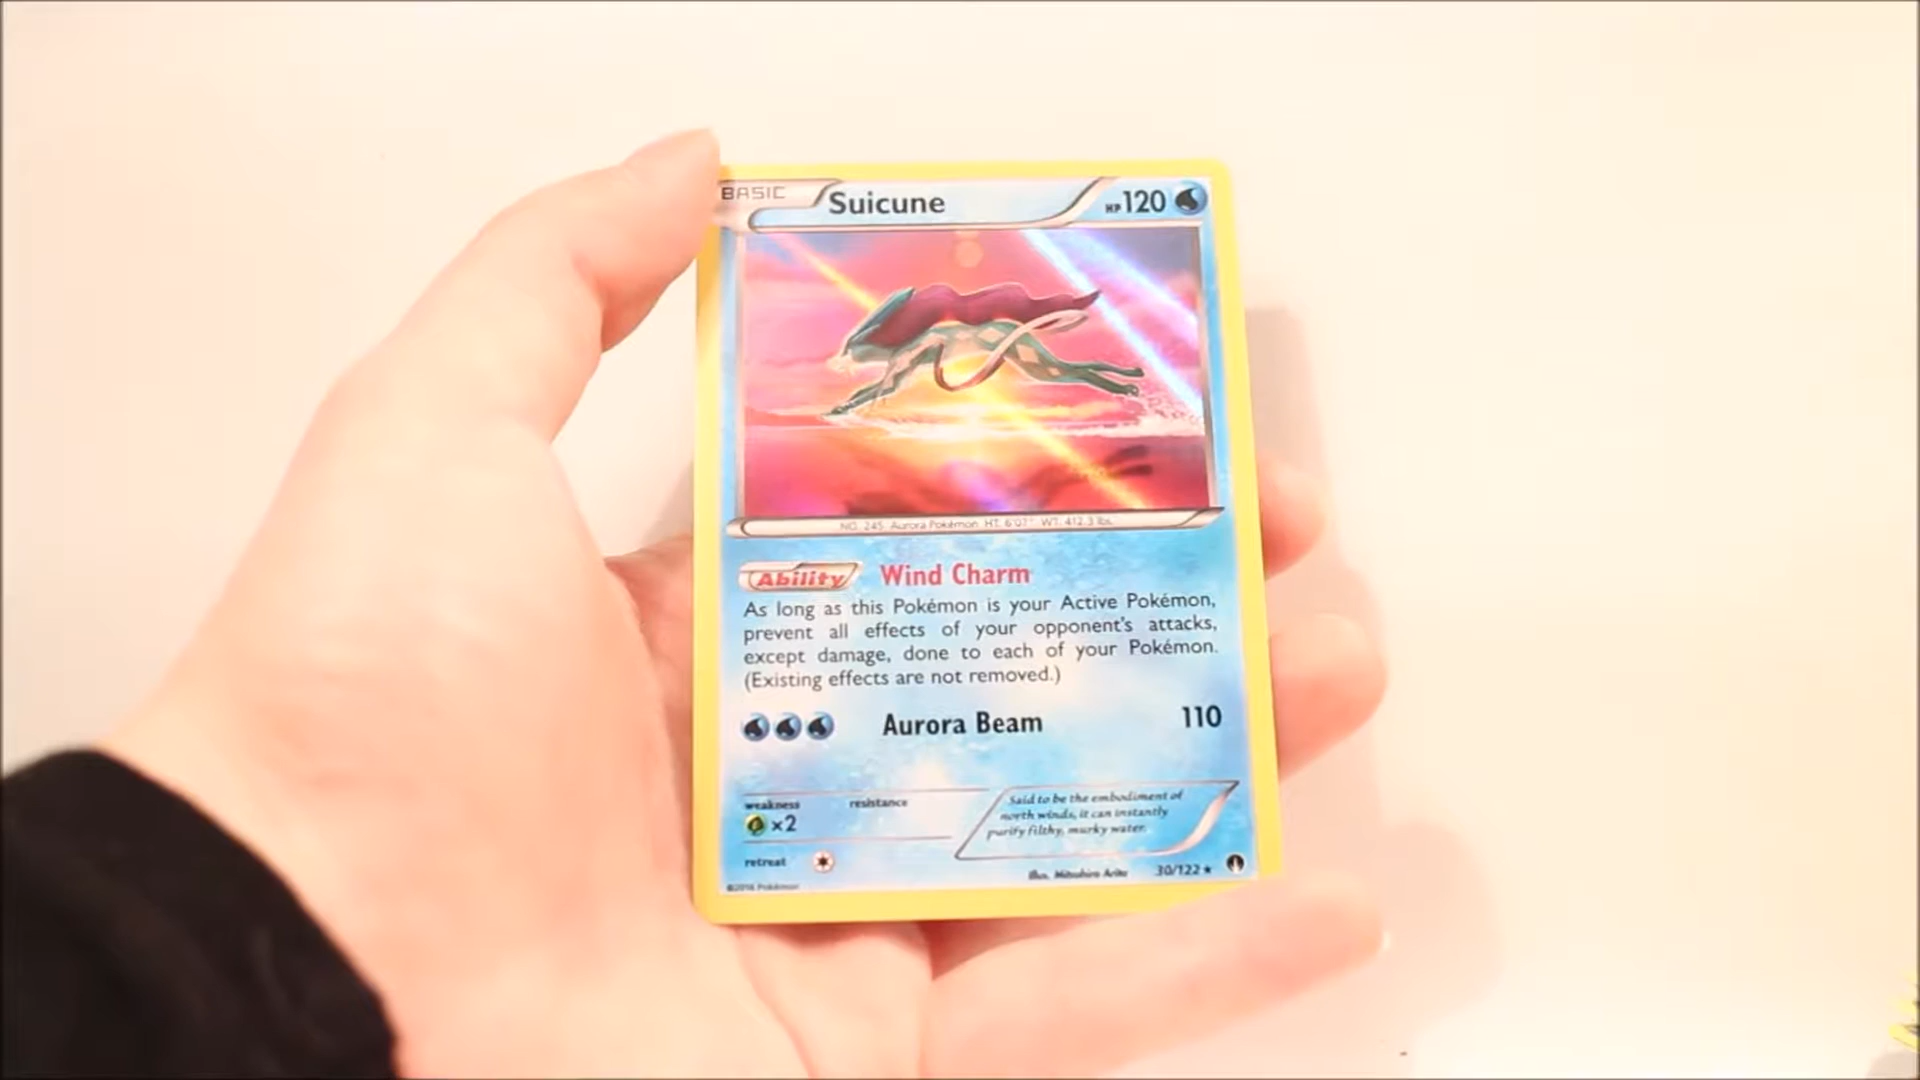 BASIC Suicune HP 120
NO. 245 Aurora Pokémon HT. 6'07" WT. 412.3 lbs.
Ability Wind Charm
As long as this Pokémon is your Active Pokémon,
prevent all effects of your opponent's attacks,
except damage, done to each of your Pokémon.
(Existing effects are not removed.)
Aurora Beam 110
weakness resistance
×2
Said to be the embodiment of
north winds, it can instantly
purify filthy, murky water.
retreat
Illus. Mitsuhiro Arita 30/122
©2016 Pokémon